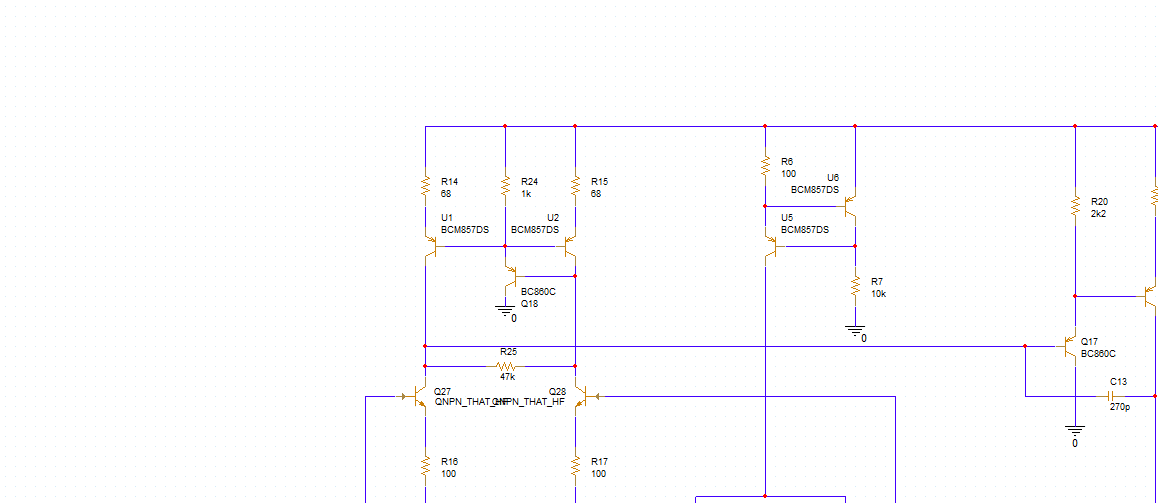 R6
100
U6
BCM857DS
R14
68
R24
1k
R15
68
R20
2k2
U1
BCM857DS
U2
BCM857DS
U5
BCM857DS
R7
10k
BC860C
Q18
0
0
Q17
BC860C
R25
47k
C13
270p
Q27
QNPN_THAT_HF
Q28
QNPN_THAT_HF
0
R16
100
R17
100